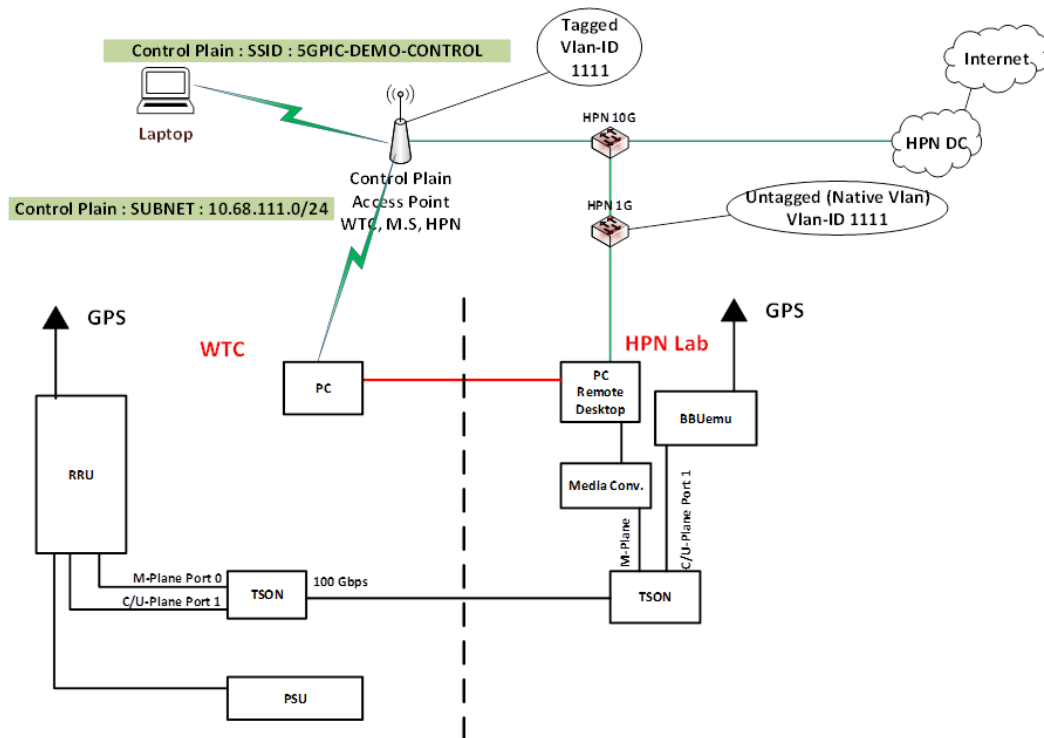 Control Plain : SSID : 5GPIC-DEMO-CONTROL
Tagged
Vlan-ID
1111
Internet
Laptop
HPN 10G
HPN DC
Control Plain
Access Point
WTC, M.S, HPN
Control Plain : SUBNET : 10.68.111.0/24
HPN 1G
Untagged (Native Vlan)
Vlan-ID 1111
GPS
GPS
WTC
HPN Lab
PC
PC
Remote
Desktop
BBUemu
RRU
Media Conv.
M-Plane
C/U-Plane Port 1
M-Plane Port 0
C/U-Plane Port 1
TSON
100 Gbps
TSON
PSU